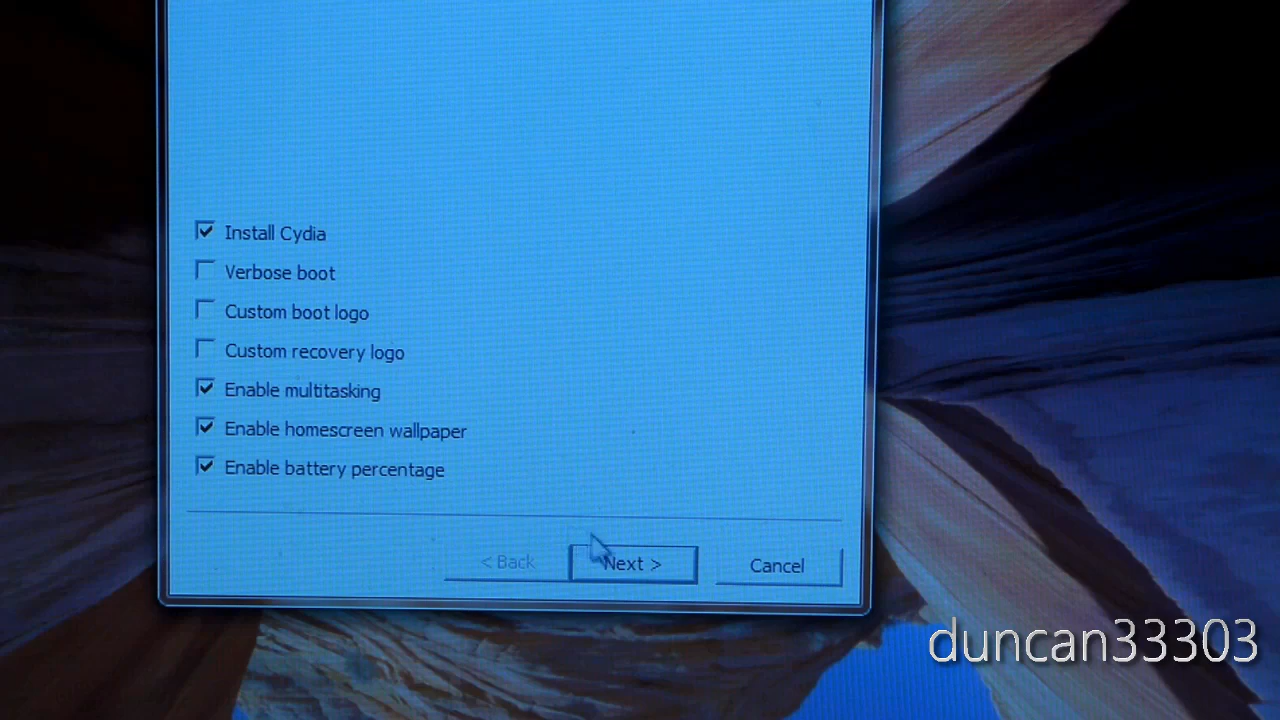 Install Cydia
Verbose boot
Custom boot logo
Custom recovery logo
Enable multitasking
Enable homescreen wallpaper
Enable battery percentage
< Back Next > Cancel
duncan33303